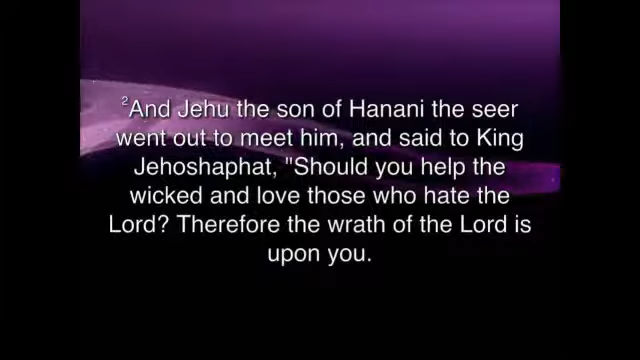 ²And Jehu the son of Hanani the seer
went out to meet him, and said to King
Jehoshaphat, "Should you help the
wicked and love those who hate the
Lord? Therefore the wrath of the Lord is
upon you.